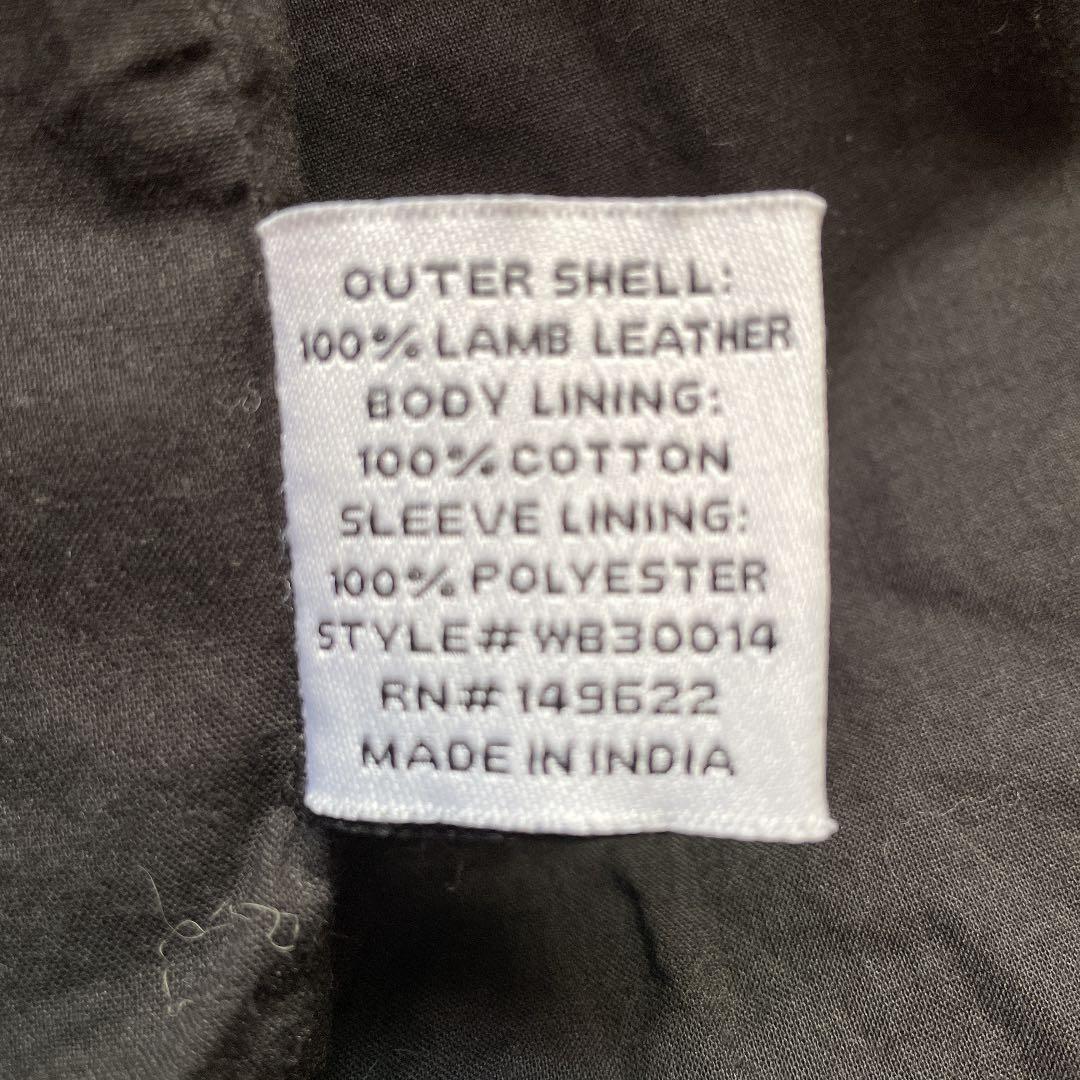 OUTER SHELL:
100% LAMB LEATHER
BODY LINING:
100% COTTON
SLEEVE LINING:
100% POLYESTER
STYLE# WB30014
RN# 149622
MADE IN INDIA